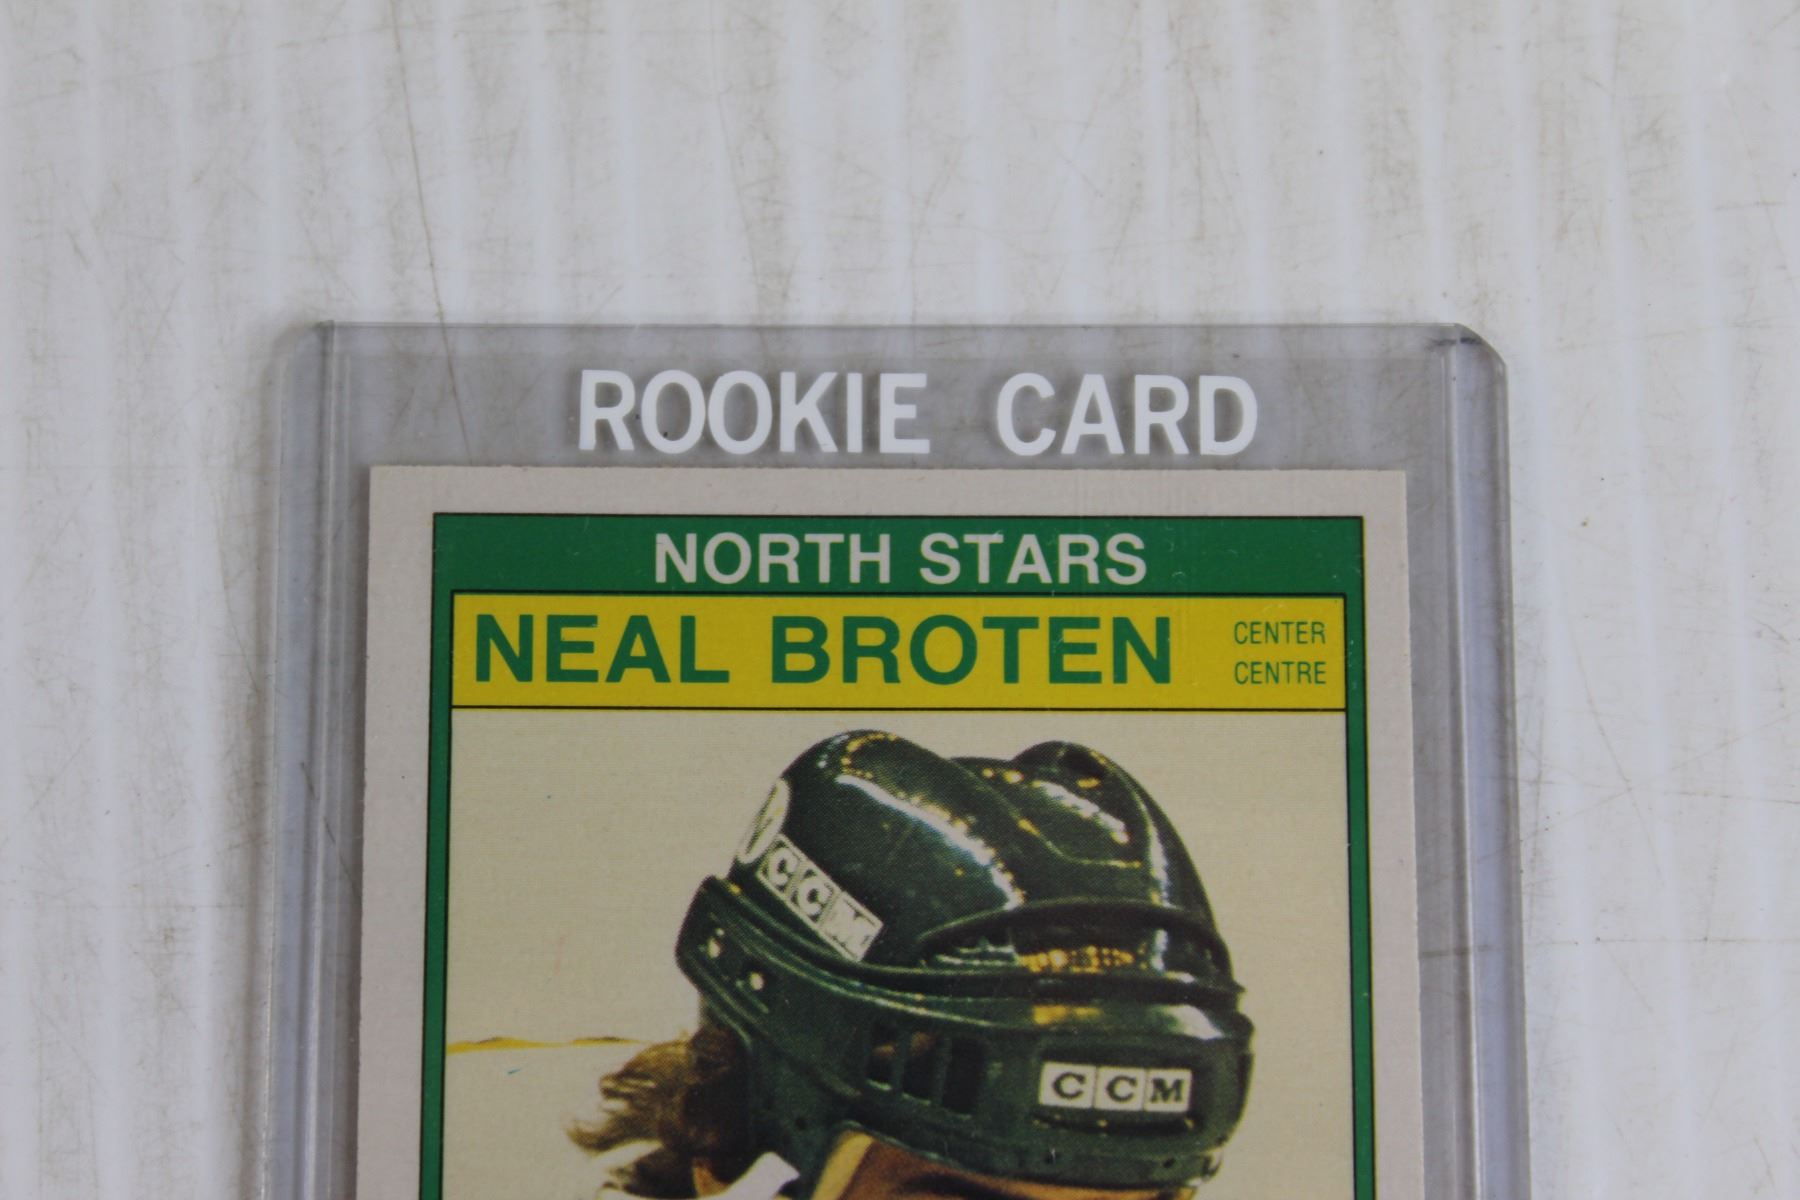 ROOKIE CARD
NORTH STARS
NEAL BROTEN
CENTER
CENTRE
CCM
CCM